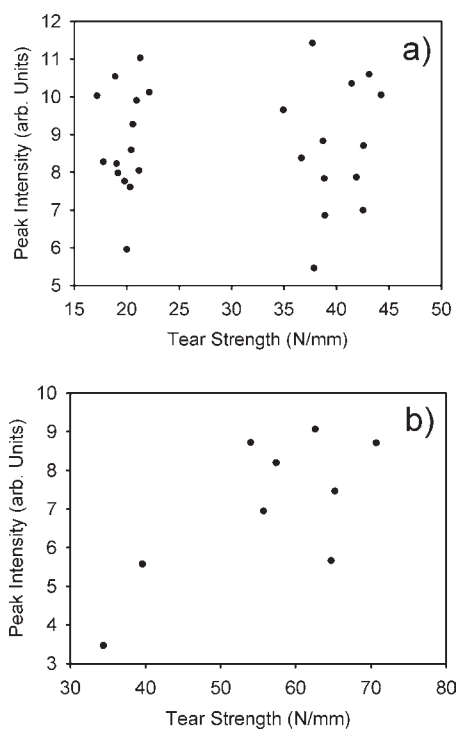 12
a)
11
10
9
8
7
6
5
Peak Intensity (arb. Units)
15 20 25 30 35 40 45 50
Tear Strength (N/mm)
10
b)
9
8
7
6
5
4
3
Peak Intensity (arb. Units)
30 40 50 60 70 80
Tear Strength (N/mm)